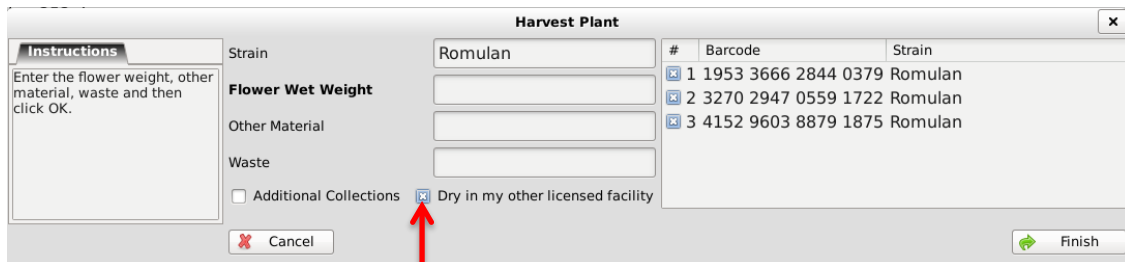 Harvest Plant
Instructions
Enter the flower weight, other
material, waste and then
click OK.
Strain Romulan
Flower Wet Weight
Other Material
Waste
Additional Collections Dry in my other licensed facility
Cancel
# Barcode Strain
1 1953 3666 2844 0379 Romulan
2 3270 2947 0559 1722 Romulan
3 4152 9603 8879 1875 Romulan
Finish